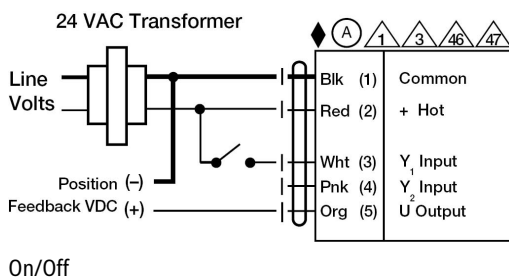 24 VAC Transformer
A 1 3 46 47
Line
Volts
Blk (1) Common
Red (2) + Hot
Wht (3) Y1 Input
Pnk (4) Y2 Input
Org (5) U Output
Position (–)
Feedback VDC (+)
On/Off